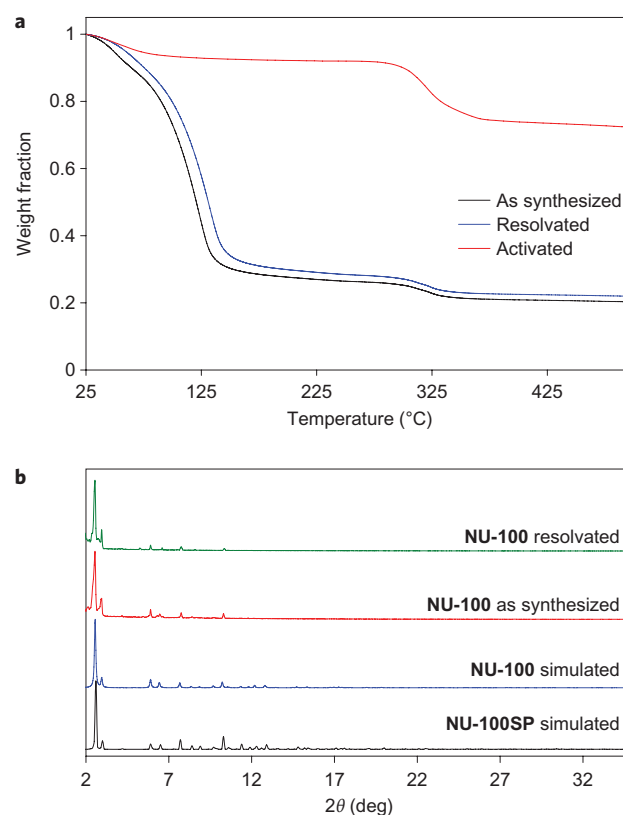 a
1
0.8
0.6
0.4
0.2
0
Weight fraction
As synthesized
Resolvated
Activated
25 125 225 325 425
Temperature (°C)
b
NU-100 resolvated
NU-100 as synthesized
NU-100 simulated
NU-100SP simulated
2 7 12 17 22 27 32
2θ (deg)